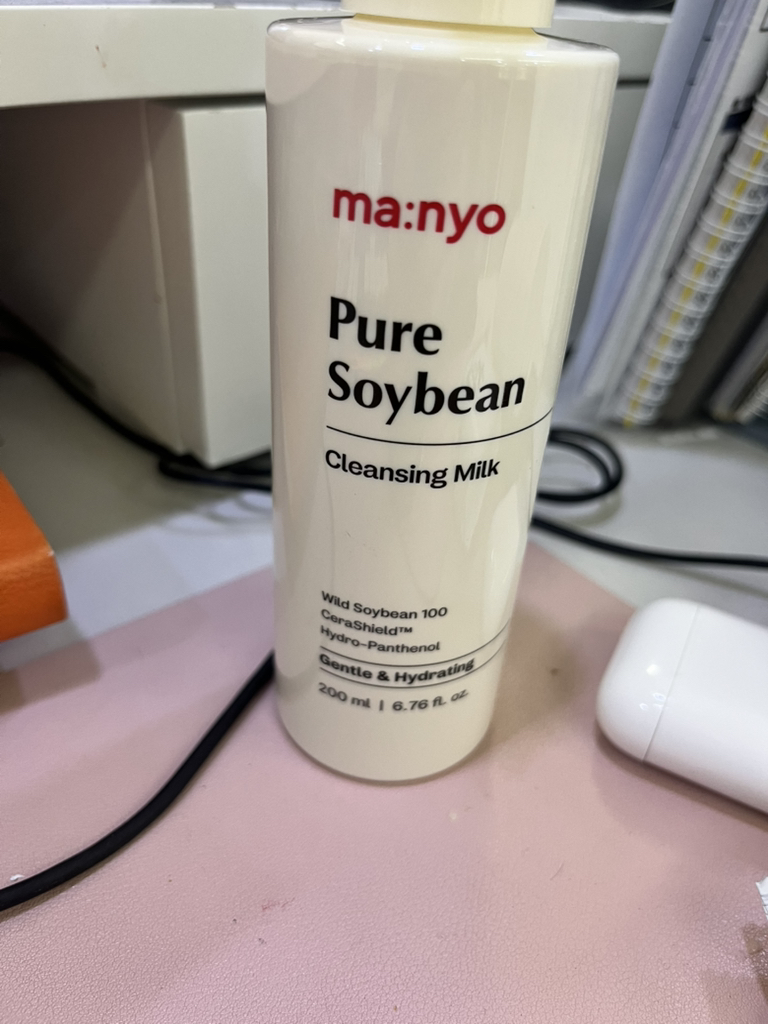 ma:nyo
Pure
Soybean
Cleansing Milk
Wild Soybean 100
CeraShield™
Hydro-Panthenol
Gentle & Hydrating
200 ml | 6.76 fl. oz.